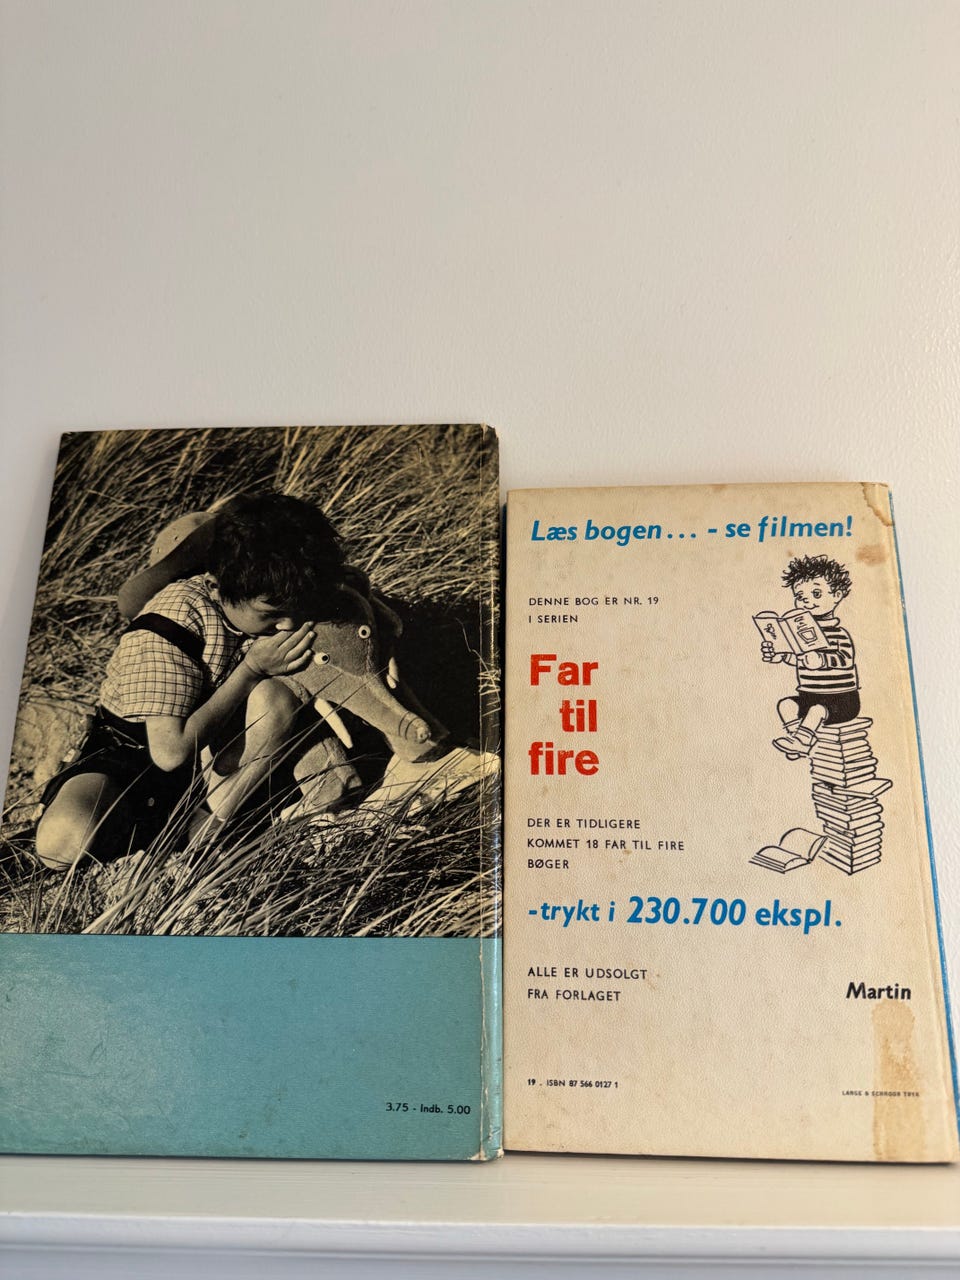 3.75 - Indb. 5.00
Læs bogen... - se filmen!
DENNE BOG ER NR. 19
I SERIEN
Far
til
fire
DER ER TIDLIGERE
KOMMET 18 FAR TIL FIRE
BØGER
-trykt i 230.700 ekspl.
ALLE ER UDSOLGT
FRA FORLAGET
Martin
19 - ISBN 87 566 0127 1
LANGE & SCHRØDER TRYK